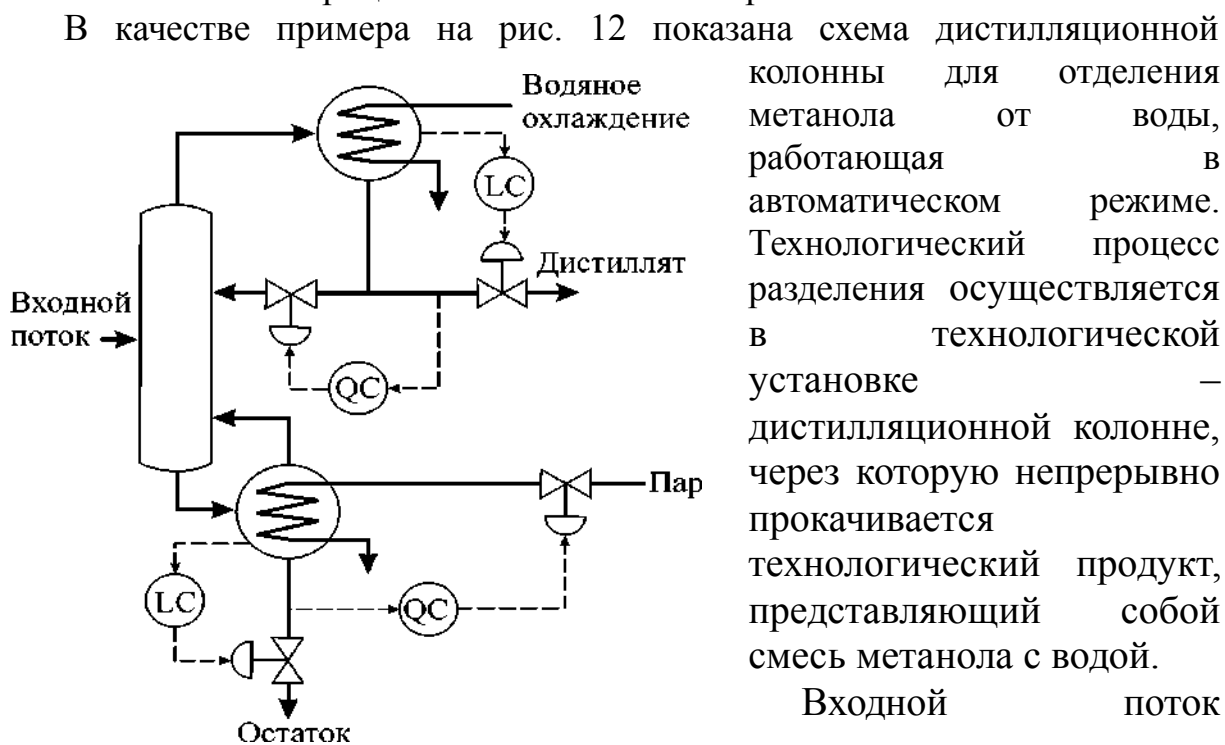 В качестве примера на рис. 12 показана схема дистилляционной
колонны для отделения
метанола от воды,
работающая в
автоматическом режиме.
Технологический процесс
разделения осуществляется
в технологической
установке –
дистилляционной колонне,
через которую непрерывно
прокачивается
технологический продукт,
представляющий собой
смесь метанола с водой.
Входной поток
Водяное
охлаждение
LC
Дистиллят
Входной
поток
QC
Пар
LC
QC
Остаток